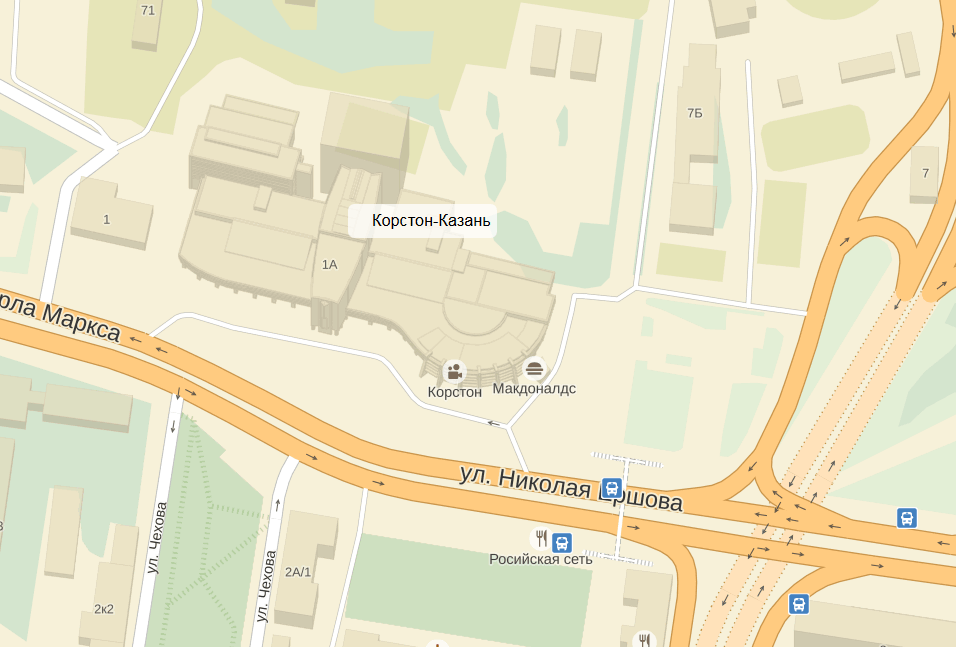 71
7Б
7
1
Корстон-Казань
1А
рла Маркса
Корстон
Макдоналдс
ул. Николая Ершова
Росийская сеть
ул. Чехова
ул. Чехова
2А/1
2к2